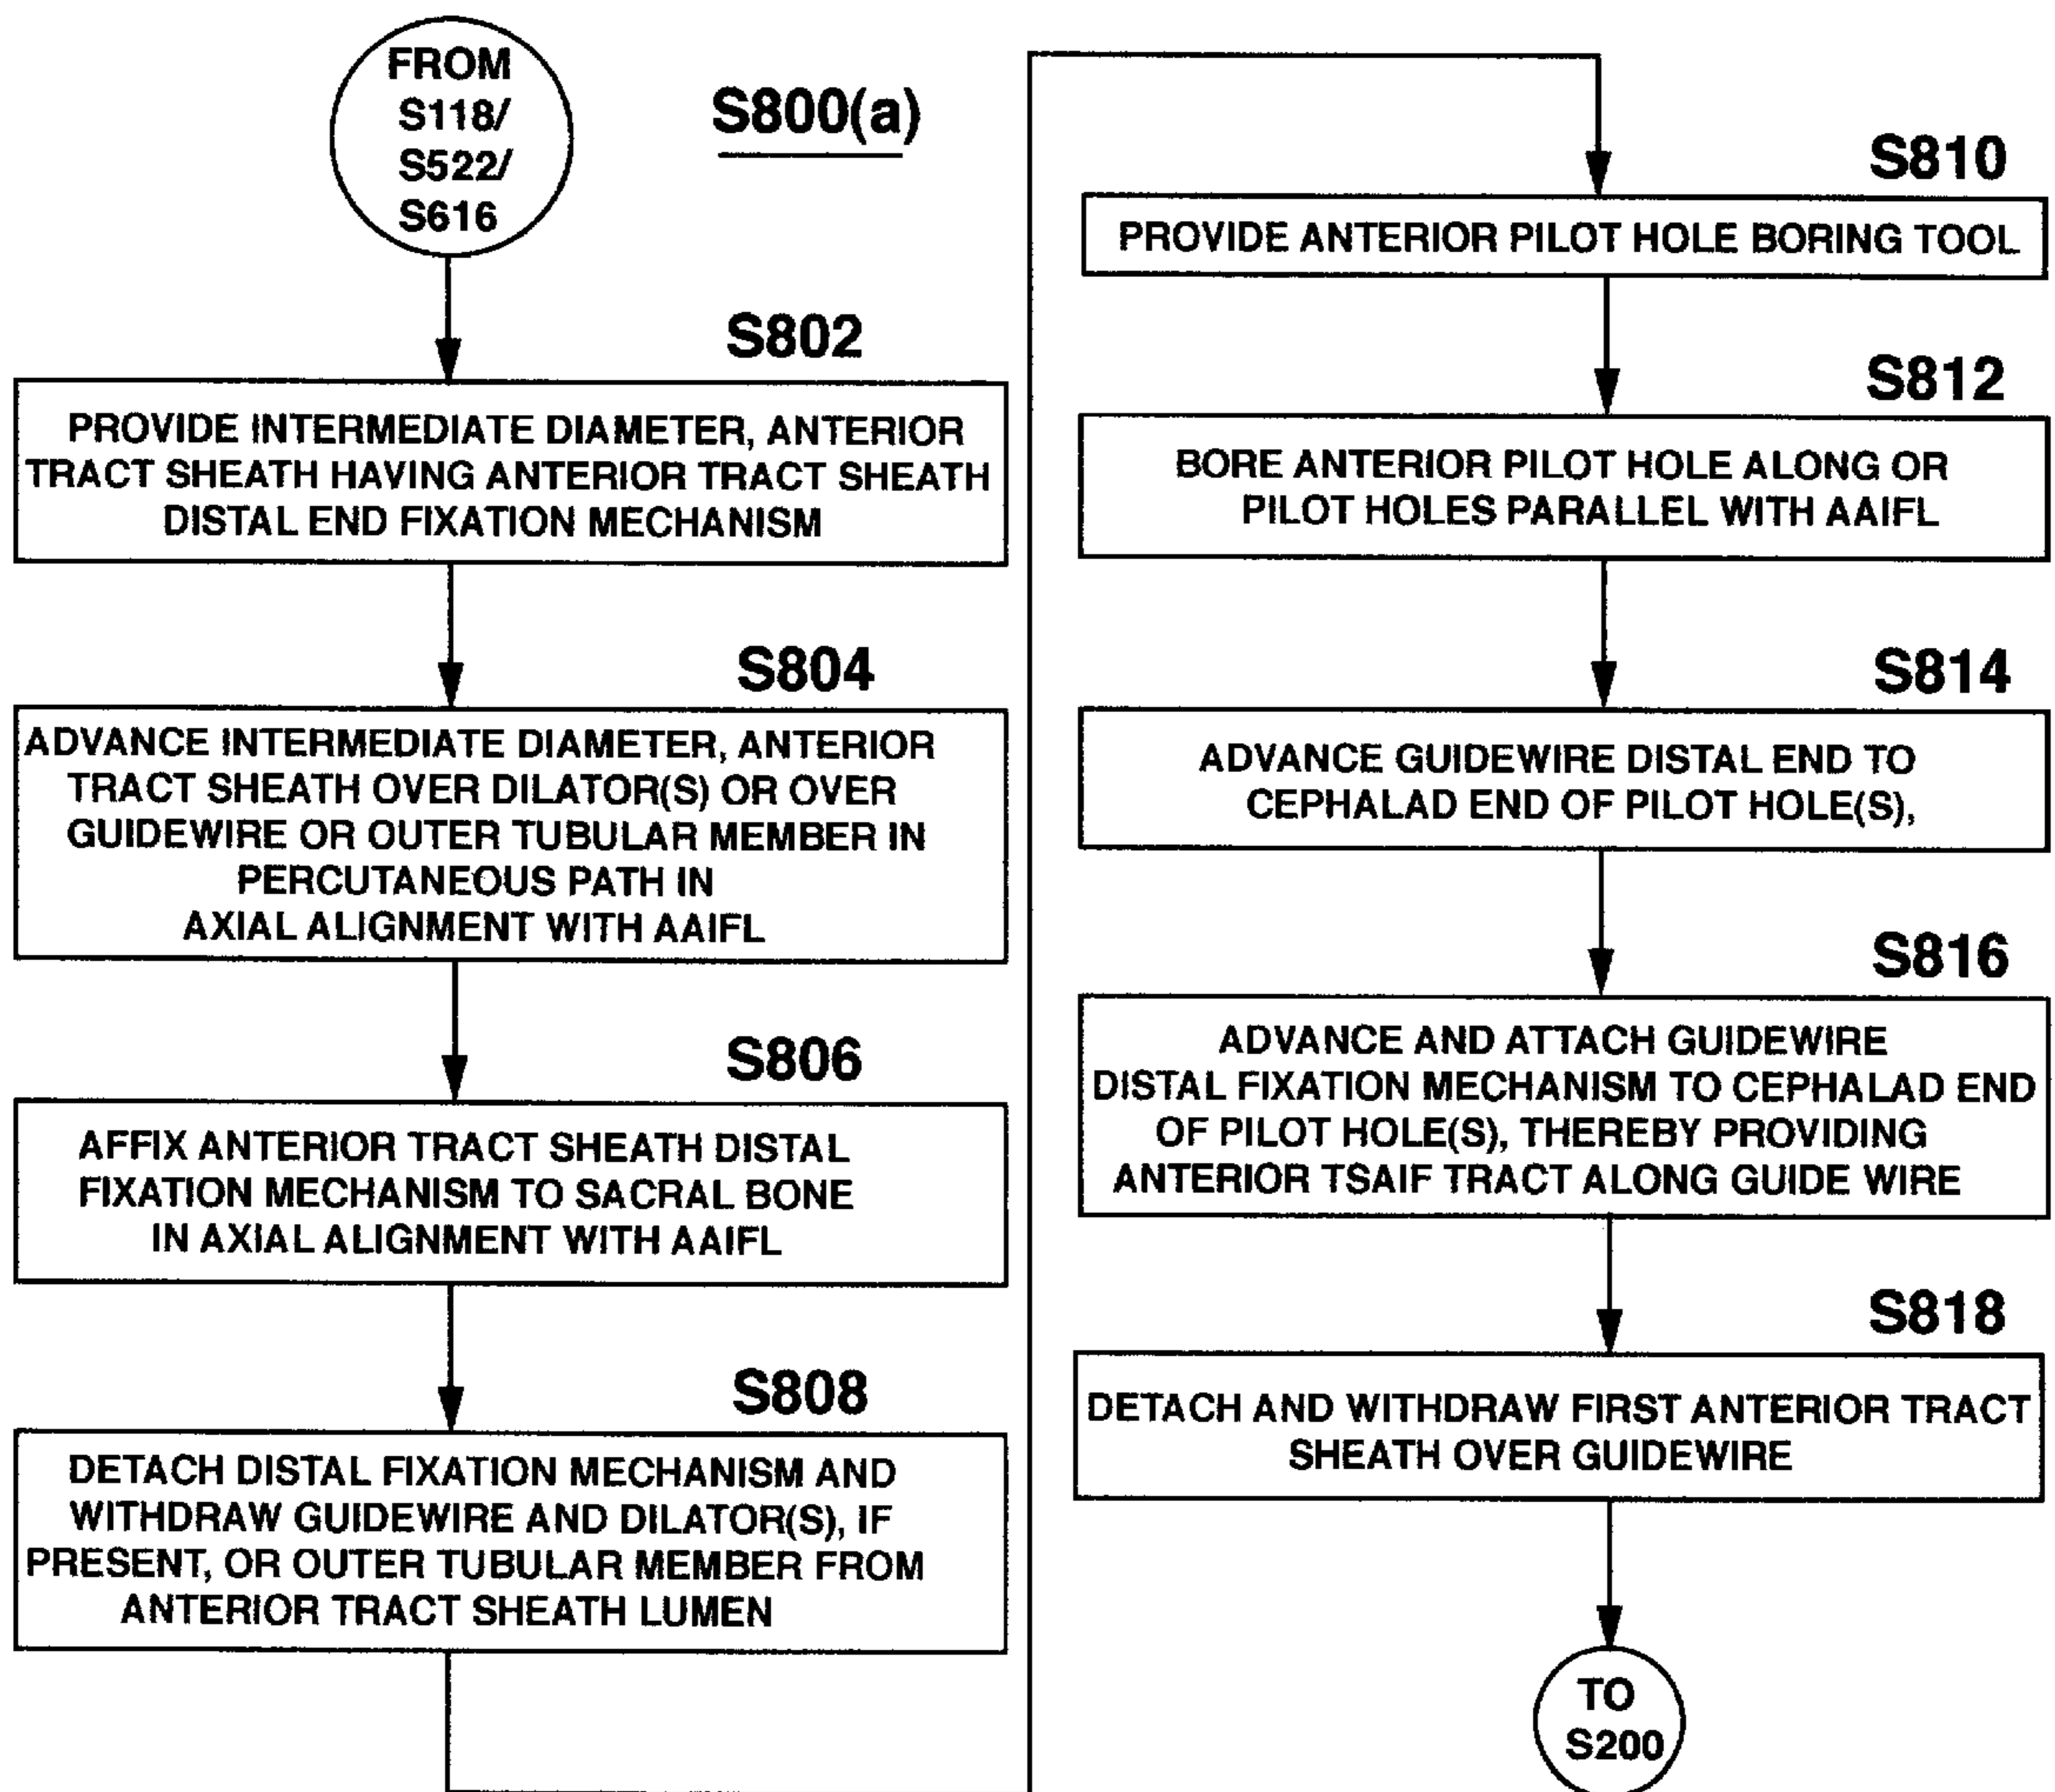 FROM
S118/
S522/
S616
S800(a)
S802
PROVIDE INTERMEDIATE DIAMETER, ANTERIOR
TRACT SHEATH HAVING ANTERIOR TRACT SHEATH
DISTAL END FIXATION MECHANISM
S804
ADVANCE INTERMEDIATE DIAMETER, ANTERIOR
TRACT SHEATH OVER DILATOR(S) OR OVER
GUIDEWIRE OR OUTER TUBULAR MEMBER IN
PERCUTANEOUS PATH IN
AXIAL ALIGNMENT WITH AAIFL
S806
AFFIX ANTERIOR TRACT SHEATH DISTAL
FIXATION MECHANISM TO SACRAL BONE
IN AXIAL ALIGNMENT WITH AAIFL
S808
DETACH DISTAL FIXATION MECHANISM AND
WITHDRAW GUIDEWIRE AND DILATOR(S), IF
PRESENT, OR OUTER TUBULAR MEMBER FROM
ANTERIOR TRACT SHEATH LUMEN
S810
PROVIDE ANTERIOR PILOT HOLE BORING TOOL
S812
BORE ANTERIOR PILOT HOLE ALONG OR
PILOT HOLES PARALLEL WITH AAIFL
S814
ADVANCE GUIDEWIRE DISTAL END TO
CEPHALAD END OF PILOT HOLE(S),
S816
ADVANCE AND ATTACH GUIDEWIRE
DISTAL FIXATION MECHANISM TO CEPHALAD END
OF PILOT HOLE(S), THEREBY PROVIDING
ANTERIOR TSAIF TRACT ALONG GUIDE WIRE
S818
DETACH AND WITHDRAW FIRST ANTERIOR TRACT
SHEATH OVER GUIDEWIRE
TO
S200